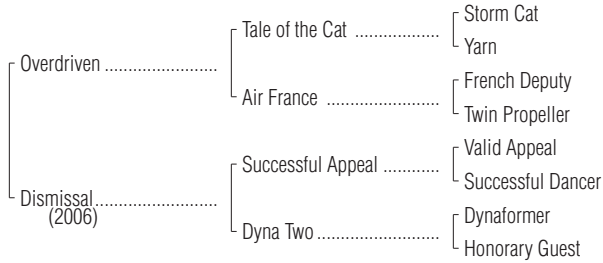 Storm Cat
Tale of the Cat ..................
Yarn
Overdriven ........................
French Deputy
Air France ........................
Twin Propeller
Valid Appeal
Successful Appeal ............
Successful Dancer
Dismissal..........................
(2006)
Dynaformer
Dyna Two ..........................
Honorary Guest